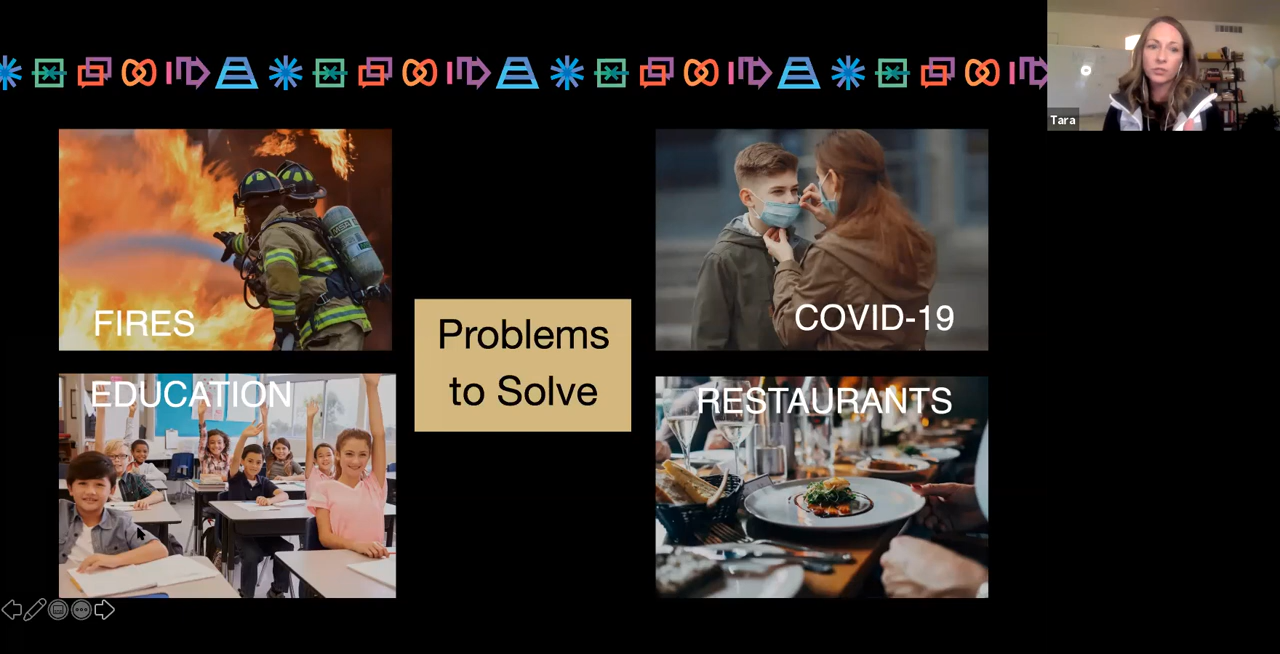 Tara
FIRES
COVID-19
Problems
to Solve
EDUCATION
RESTAURANTS